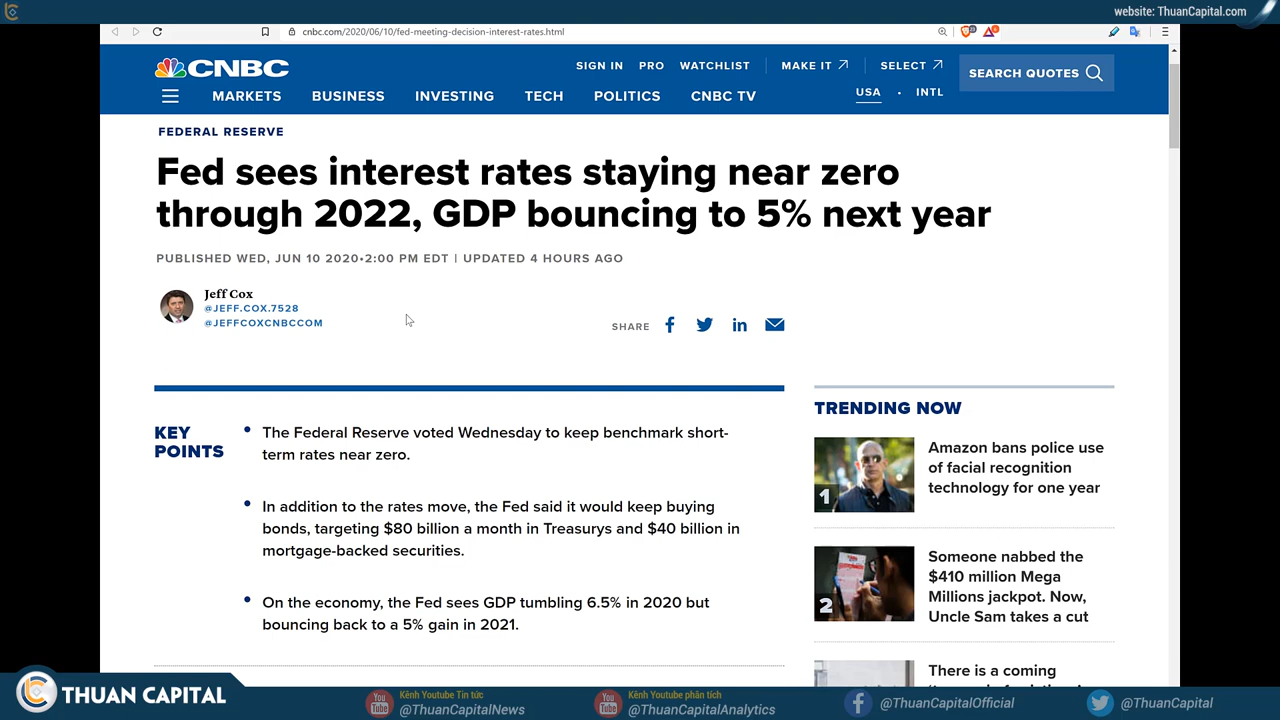 website: ThuanCapital.com
cnbc.com/2020/06/10/fed-meeting-decision-interest-rates.html
CNBC
SIGN IN PRO WATCHLIST MAKE IT SELECT
SEARCH QUOTES
USA • INTL
MARKETS BUSINESS INVESTING TECH POLITICS CNBC TV
FEDERAL RESERVE
Fed sees interest rates staying near zero
through 2022, GDP bouncing to 5% next year
PUBLISHED WED, JUN 10 2020•2:00 PM EDT | UPDATED 4 HOURS AGO
Jeff Cox
@JEFF.COX.7528
@JEFFCOXCNBCCOM
SHARE
KEY
POINTS
• The Federal Reserve voted Wednesday to keep benchmark short-
term rates near zero.
• In addition to the rates move, the Fed said it would keep buying
bonds, targeting $80 billion a month in Treasurys and $40 billion in
mortgage-backed securities.
• On the economy, the Fed sees GDP tumbling 6.5% in 2020 but
bouncing back to a 5% gain in 2021.
TRENDING NOW
1
Amazon bans police use
of facial recognition
technology for one year
2
Someone nabbed the
$410 million Mega
Millions jackpot. Now,
Uncle Sam takes a cut
There is a coming
THUAN CAPITAL
Kênh Youtube Tin tức
@ThuanCapitalNews
Kênh Youtube phân tích
@ThuanCapitalAnalytics
@ThuanCapitalOfficial
@ThuanCapital